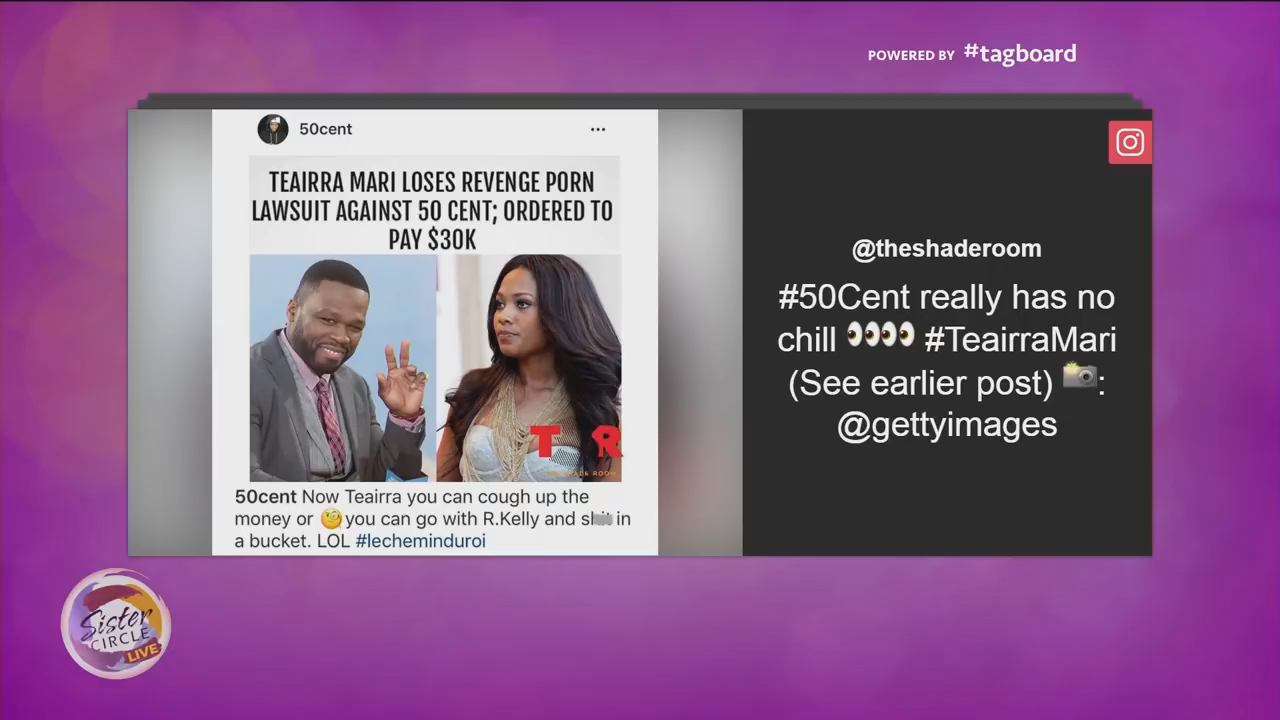 POWERED BY #tagboard
50cent
TEAIRRA MARI LOSES REVENGE PORN
LAWSUIT AGAINST 50 CENT; ORDERED TO
PAY $30K
T R
ROOM
50cent Now Teairra you can cough up the
money or 🧐 you can go with R.Kelly and shit in
a bucket. LOL #lecheminduroi
@theshaderoom
#50Cent really has no
chill 👀👀 #TeairraMari
(See earlier post) 📸:
@gettyimages
Sister
CIRCLE
LIVE